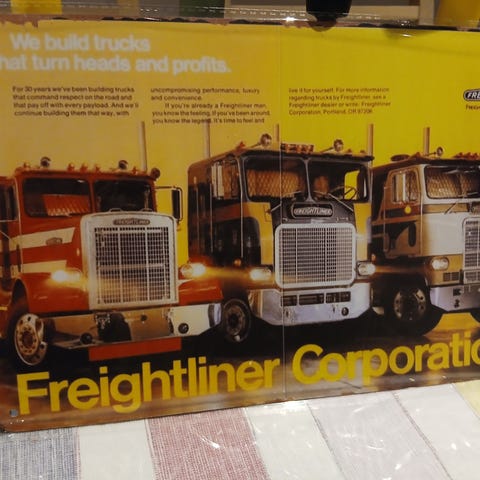 We build trucks
that turn heads and profits.
For 30 years we've been building trucks
that command respect on the road and
that pay off with every payload. And we'll
continue building them that way, with
uncompromising performance, luxury
and convenience.
If you're already a Freightliner man,
you know the feeling. If you've been around,
you know the legend. It's time to feel and
live it for yourself. For more information
regarding trucks by Freightliner, see a
Freightliner dealer or write: Freightliner
Corporation, Portland, OR 97208
FREIGHTLINER
FREIGHTLINER
Freightliner Corporatio